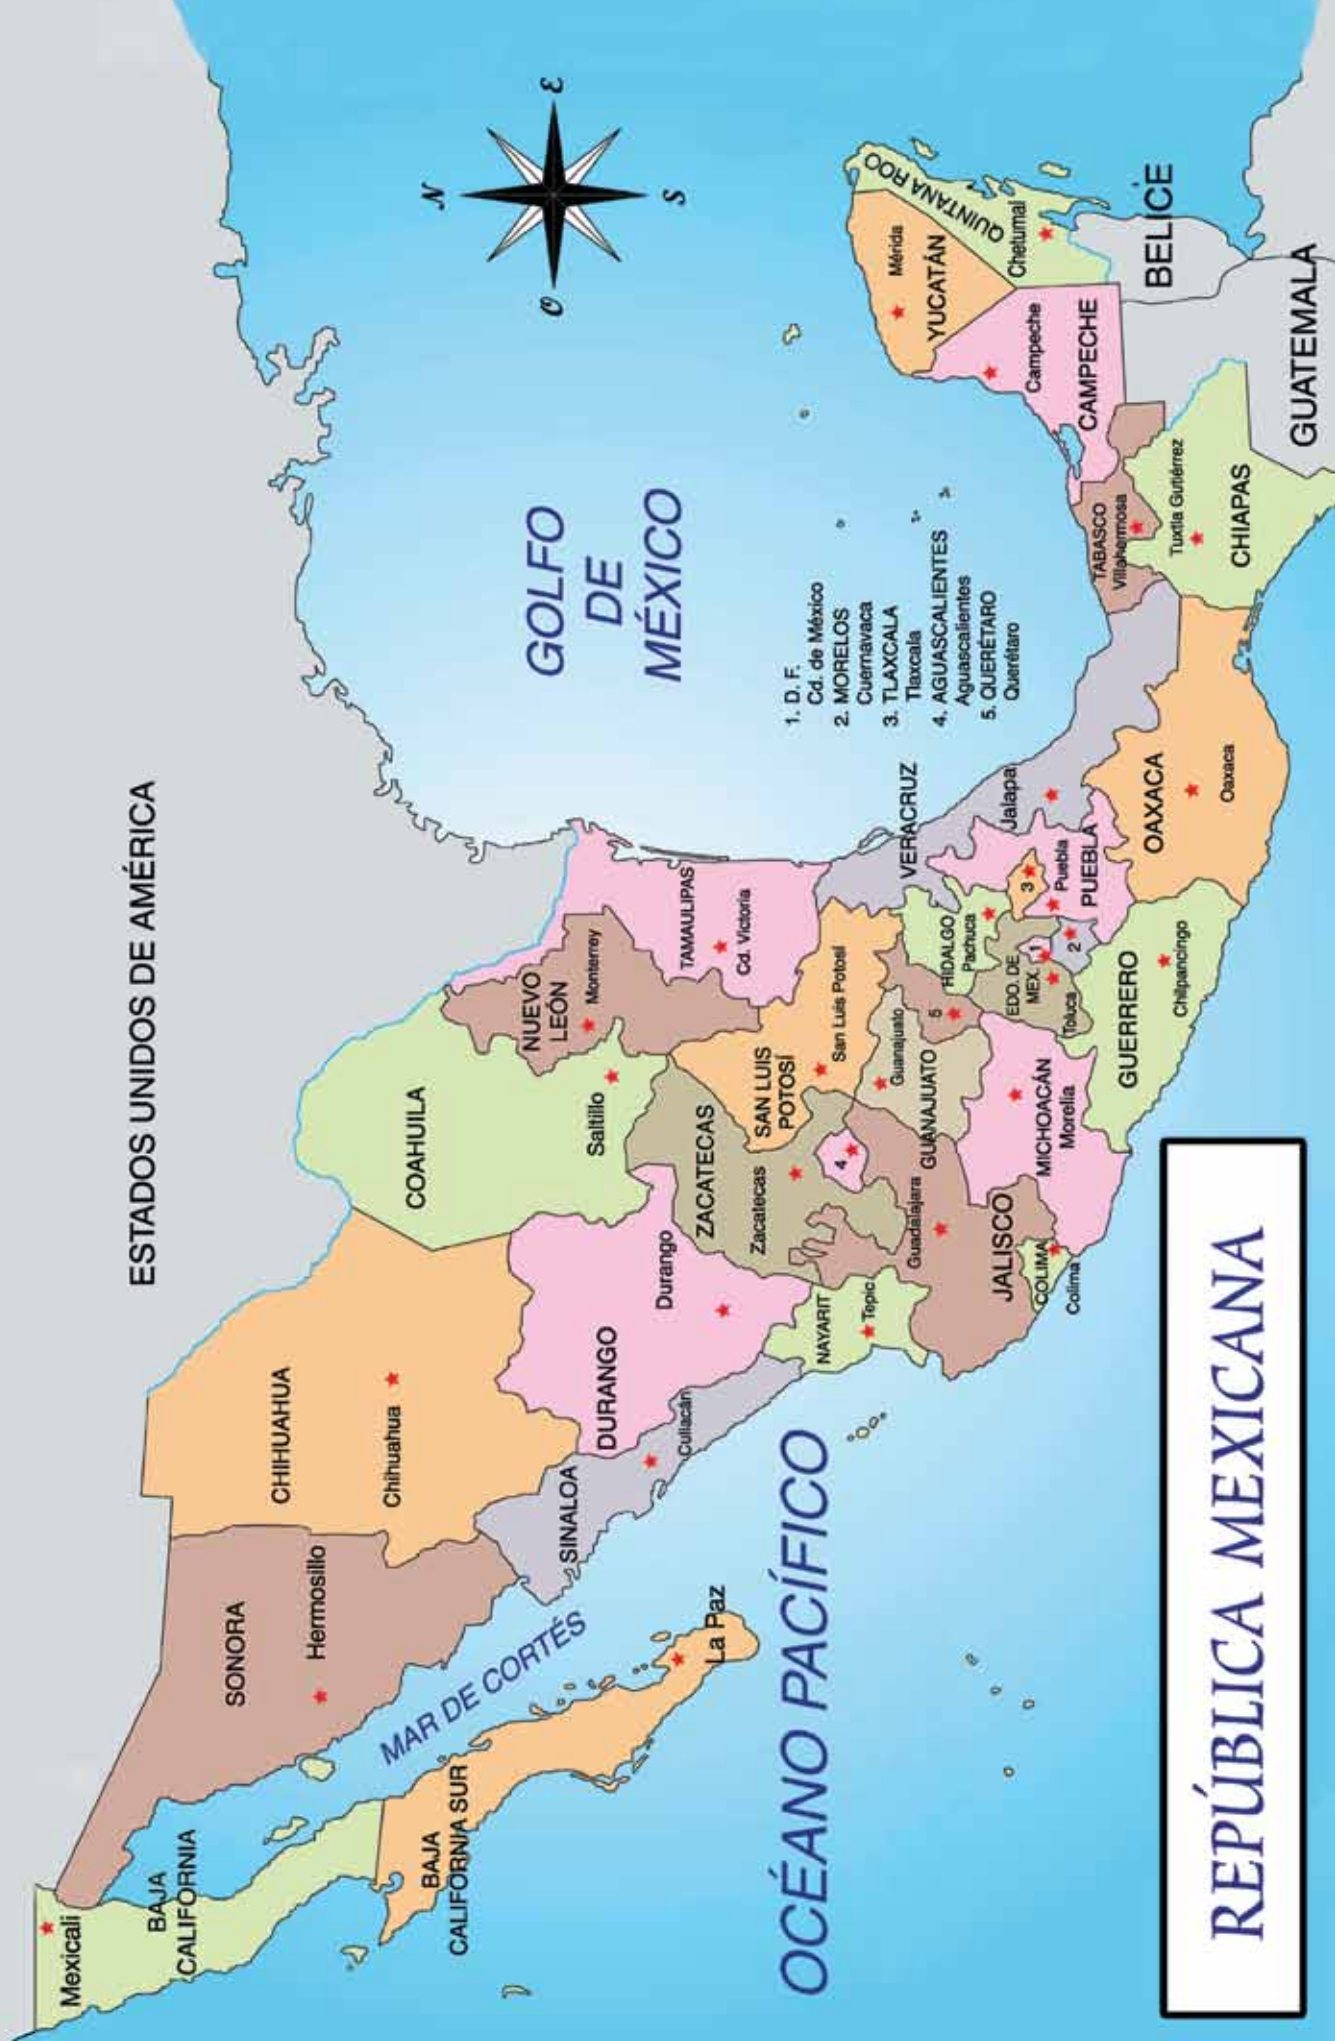 ESTADOS UNIDOS DE AMÉRICA
N
O
E
S
Mexicali
BAJA
CALIFORNIA
SONORA
Hermosillo
CHIHUAHUA
Chihuahua
COAHUILA
Saltillo
NUEVO
LEÓN
Monterrey
TAMAULIPAS
Cd. Victoria
GOLFO
DE
MÉXICO
MAR DE CORTÉS
BAJA
CALIFORNIA SUR
La Paz
SINALOA
Culiacán
DURANGO
Durango
ZACATECAS
Zacatecas
SAN LUIS
POTOSÍ
San Luis Potosí
NAYARIT
Tepic
4
Guadalajara
JALISCO
GUANAJUATO
Guanajuato
5
HIDALGO
Pachuca
VERACRUZ
Jalapa
COLIMA
Colima
MICHOACÁN
Morelia
EDO. DE
MEX.
Toluca
1
2
3
Puebla
PUEBLA
GUERRERO
Chilpancingo
OAXACA
Oaxaca
1. D. F.
Cd. de México
2. MORELOS
Cuernavaca
3. TLAXCALA
Tlaxcala
4. AGUASCALIENTES
Aguascalientes
5. QUERÉTARO
Querétaro
TABASCO
Villahermosa
Tuxtla Gutiérrez
CHIAPAS
Campeche
CAMPECHE
Mérida
YUCATÁN
QUINTANA ROO
Chetumal
BELICE
GUATEMALA
OCÉANO PACÍFICO
REPÚBLICA MEXICANA